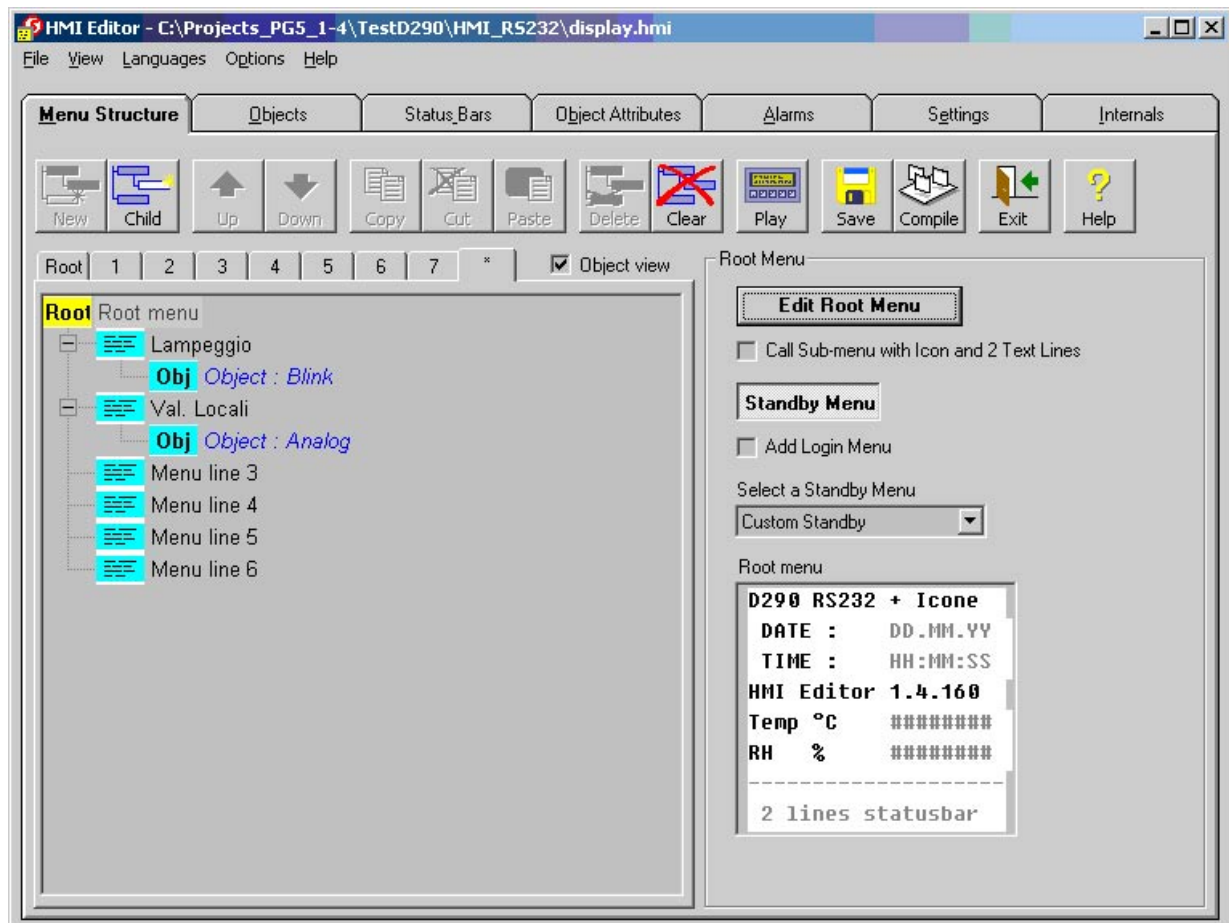 HMI Editor - C:\Projects_PG5_1-4\TestD290\HMI_RS232\display.hmi
File View Languages Options Help
Menu Structure Objects Status Bars Object Attributes Alarms Settings Internals
New Child Up Down Copy Cut Paste Delete Clear Play Save Compile Exit Help
Root 1 2 3 4 5 6 7 * Object view
Root Root menu
Lampeggio
Obj Object : Blink
Val. Locali
Obj Object : Analog
Menu line 3
Menu line 4
Menu line 5
Menu line 6
Root Menu
Edit Root Menu
Call Sub-menu with Icon and 2 Text Lines
Standby Menu
Add Login Menu
Select a Standby Menu
Custom Standby
Root menu
D290 RS232 + Icone
DATE : DD.MM.YY
TIME : HH:MM:SS
HMI Editor 1.4.160
Temp °C ########
RH % ########
--------------------
2 lines statusbar